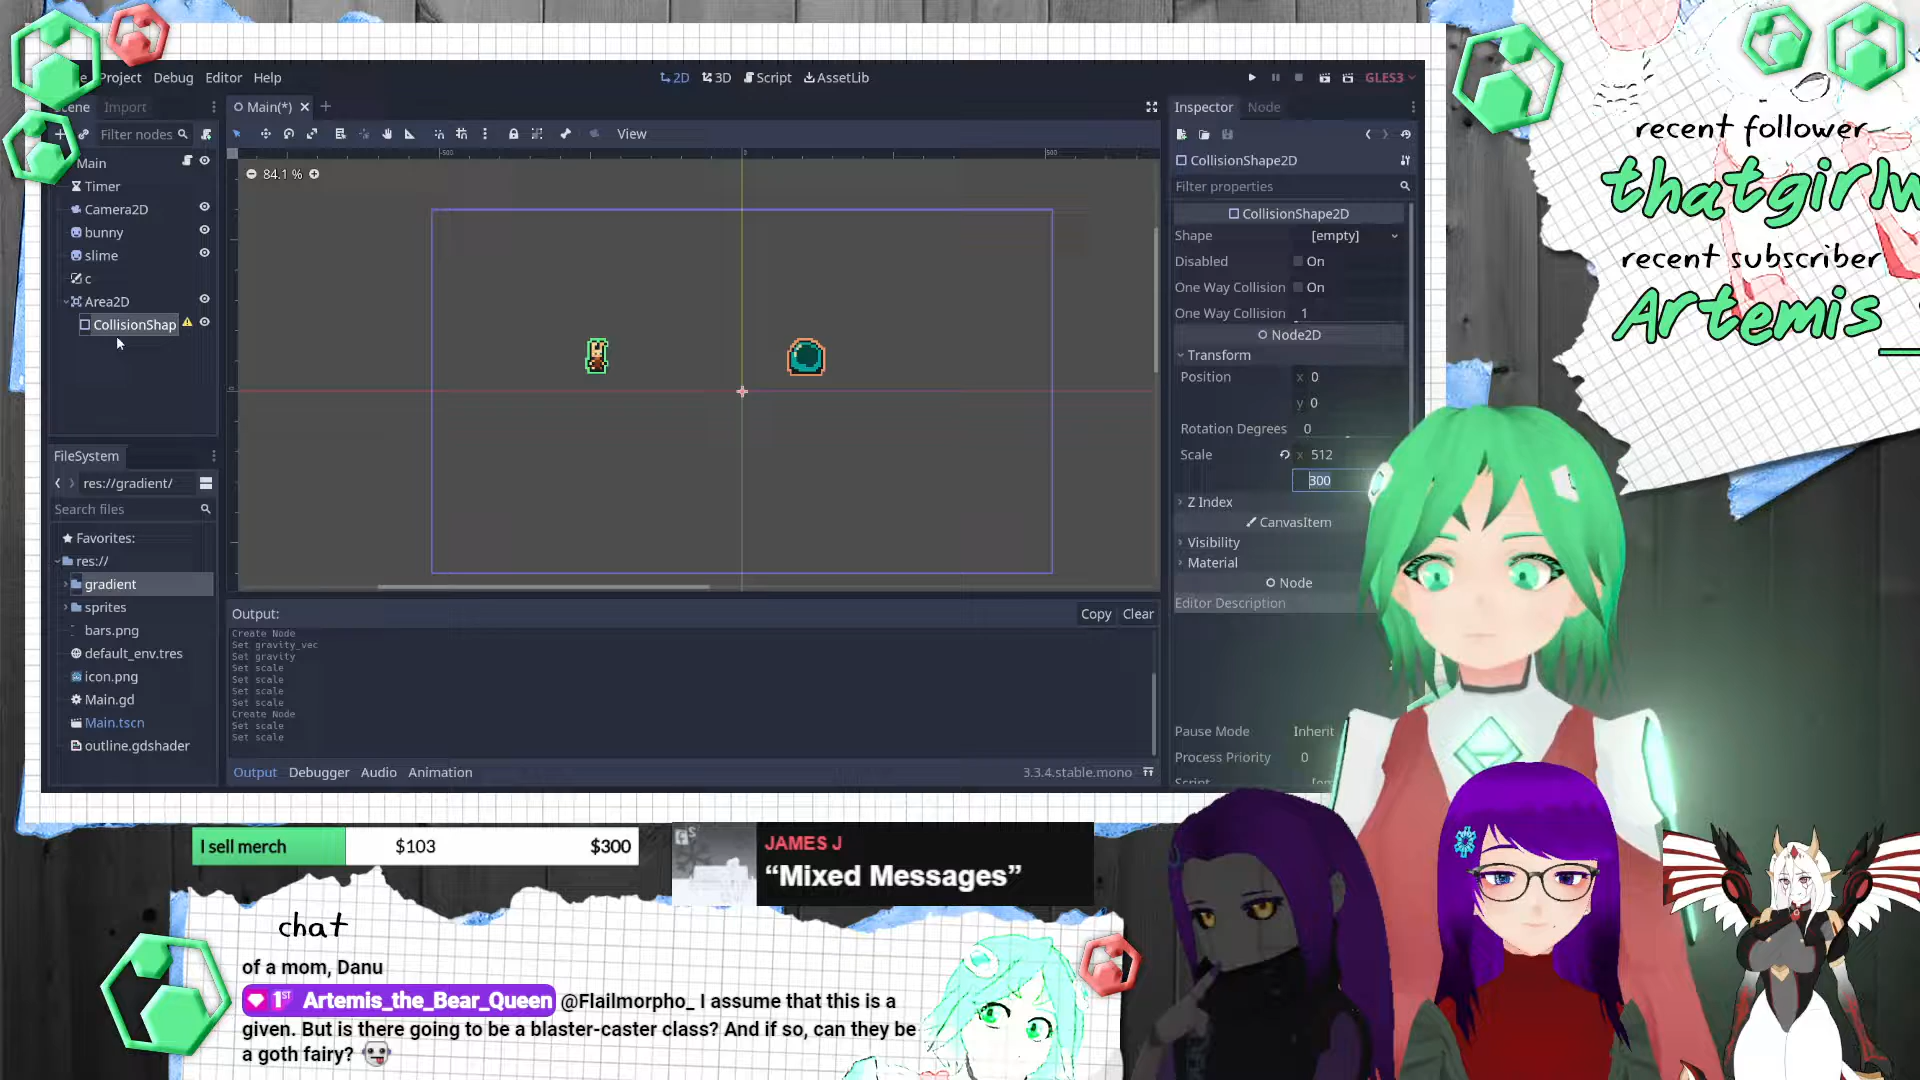 Project Debug Editor Help
2D 3D Script AssetLib
GLES3
Scene Import
Main(*)
Inspector Node
Filter nodes
View
Main
Timer
Camera2D
bunny
slime
c
Area2D
CollisionShap
84.1 %
-500
0
500
CollisionShape2D
Filter properties
CollisionShape2D
Shape [empty]
Disabled On
One Way Collision On
One Way Collision 1
Node2D
Transform
Position x 0
y 0
Rotation Degrees 0
Scale x 512
300
Z Index
CanvasItem
Visibility
Material
Node
Editor Description
Pause Mode Inherit
Process Priority 0
Script
FileSystem
res://gradient/
Search files
Favorites:
res://
gradient
sprites
bars.png
default_env.tres
icon.png
Main.gd
Main.tscn
outline.gdshader
Output:
Copy Clear
Create Node
Set gravity_vec
Set gravity
Set scale
Set scale
Set scale
Set scale
Create Node
Set scale
Set scale
Output Debugger Audio Animation
3.3.4.stable.mono
recent follower
thatgirlw
recent subscriber
Artemis_
I sell merch $103 $300
JAMES J
“Mixed Messages”
chat
of a mom, Danu
1ST Artemis_the_Bear_Queen @Flailmorpho_ I assume that this is a
given. But is there going to be a blaster-caster class? And if so, can they be
a goth fairy?